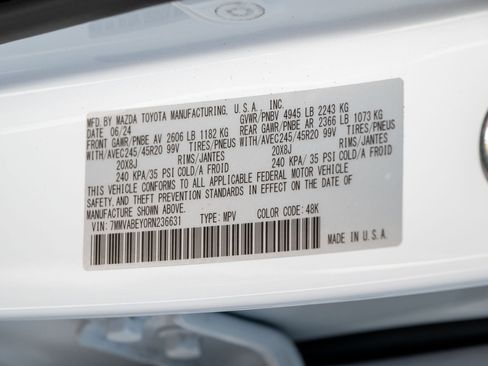 MFD. BY MAZDA TOYOTA MANUFACTURING, U.S.A., INC.
DATE 06/24 GVWR/PNBV 4945 LB 2243 KG
FRONT GAWR/PNBE AV 2606 LB 1182 KG REAR GAWR/PNBE AR 2366 LB 1073 KG
WITH/AVEC245/45R20 99V RIMS/JANTES WITH/AVEC245/45R20 99V RIMS/JANTES
20X8J 20X8J
240 KPA/ 35 PSI COLD/A FROID 240 KPA/ 35 PSI COLD/A FROID
THIS VEHICLE CONFORMS TO ALL APPLICABLE FEDERAL MOTOR VEHICLE
SAFETY, AND THEFT PREVENTION STANDARDS IN EFFECT ON THE DATE OF
MANUFACTURE SHOWN ABOVE.
VIN: 7MMVABEY0RN236631 TYPE: MPV COLOR CODE: 48K
MADE IN U.S.A.